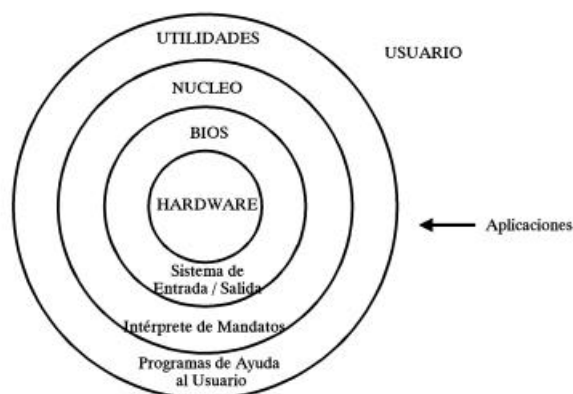 UTILIDADES
USUARIO
NUCLEO
BIOS
HARDWARE
Aplicaciones
Sistema de
Entrada / Salida
Intérprete de Mandatos
Programas de Ayuda
al Usuario